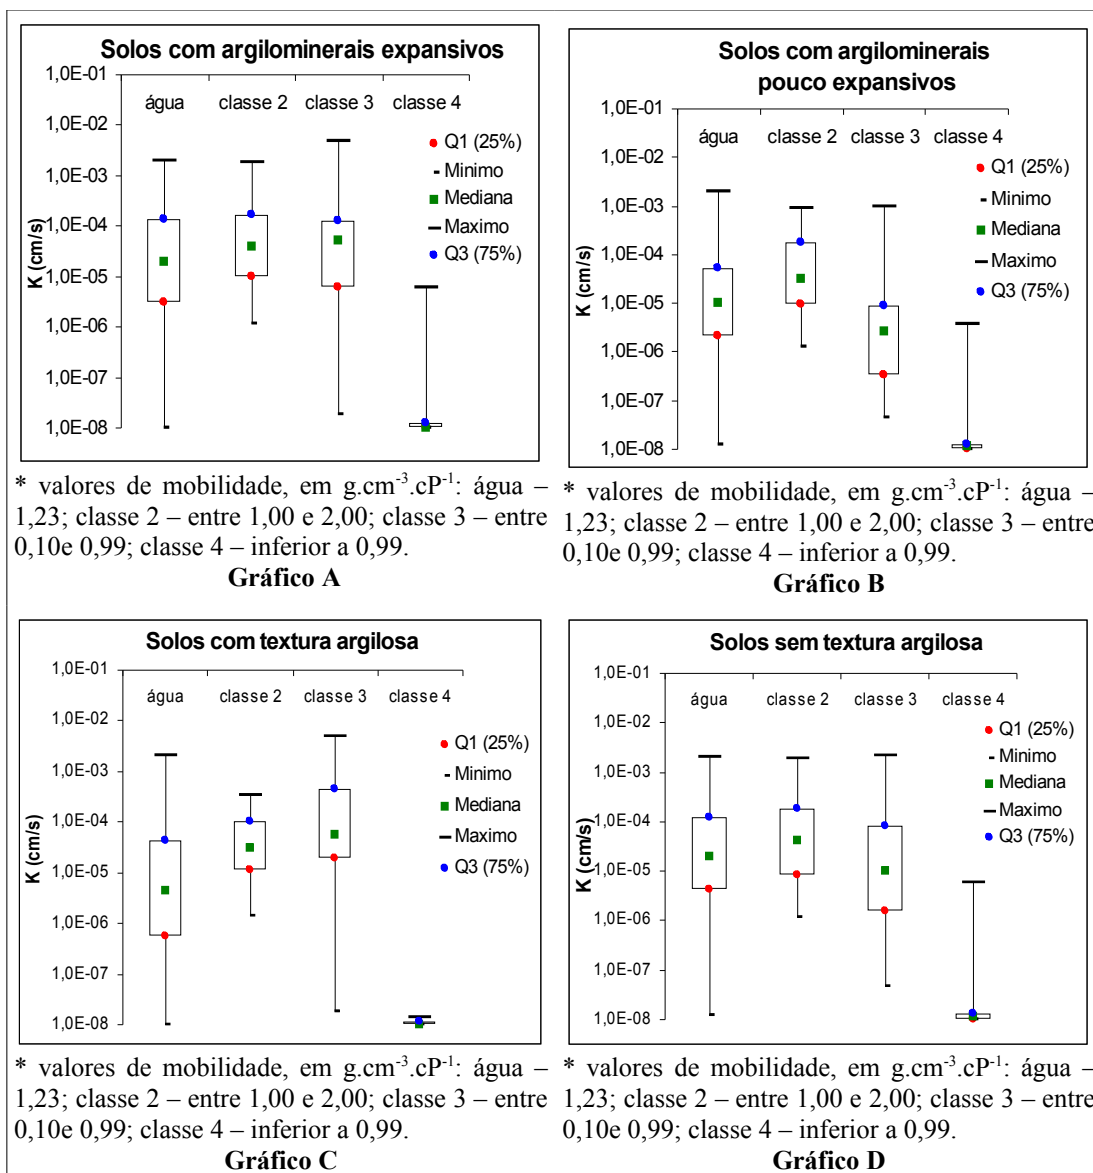 Solos com argilominerais expansivos
1,0E-01
1,0E-02
1,0E-03
1,0E-04
1,0E-05
1,0E-06
1,0E-07
1,0E-08
K (cm/s)
água
classe 2
classe 3
classe 4
Q1 (25%)
Minimo
Mediana
Maximo
Q3 (75%)
* valores de mobilidade, em g.cm-3.cP-1: água –
1,23; classe 2 – entre 1,00 e 2,00; classe 3 – entre
0,10e 0,99; classe 4 – inferior a 0,99.
Gráfico A
Solos com argilominerais
pouco expansivos
1,0E-01
1,0E-02
1,0E-03
1,0E-04
1,0E-05
1,0E-06
1,0E-07
1,0E-08
K (cm/s)
água
classe 2
classe 3
classe 4
Q1 (25%)
Minimo
Mediana
Maximo
Q3 (75%)
* valores de mobilidade, em g.cm-3.cP-1: água –
1,23; classe 2 – entre 1,00 e 2,00; classe 3 – entre
0,10e 0,99; classe 4 – inferior a 0,99.
Gráfico B
Solos com textura argilosa
1,0E-01
1,0E-02
1,0E-03
1,0E-04
1,0E-05
1,0E-06
1,0E-07
1,0E-08
K (cm/s)
água
classe 2
classe 3
classe 4
Q1 (25%)
Minimo
Mediana
Maximo
Q3 (75%)
* valores de mobilidade, em g.cm-3.cP-1: água –
1,23; classe 2 – entre 1,00 e 2,00; classe 3 – entre
0,10e 0,99; classe 4 – inferior a 0,99.
Gráfico C
Solos sem textura argilosa
1,0E-01
1,0E-02
1,0E-03
1,0E-04
1,0E-05
1,0E-06
1,0E-07
1,0E-08
K (cm/s)
água
classe 2
classe 3
classe 4
Q1 (25%)
Minimo
Mediana
Maximo
Q3 (75%)
* valores de mobilidade, em g.cm-3.cP-1: água –
1,23; classe 2 – entre 1,00 e 2,00; classe 3 – entre
0,10e 0,99; classe 4 – inferior a 0,99.
Gráfico D